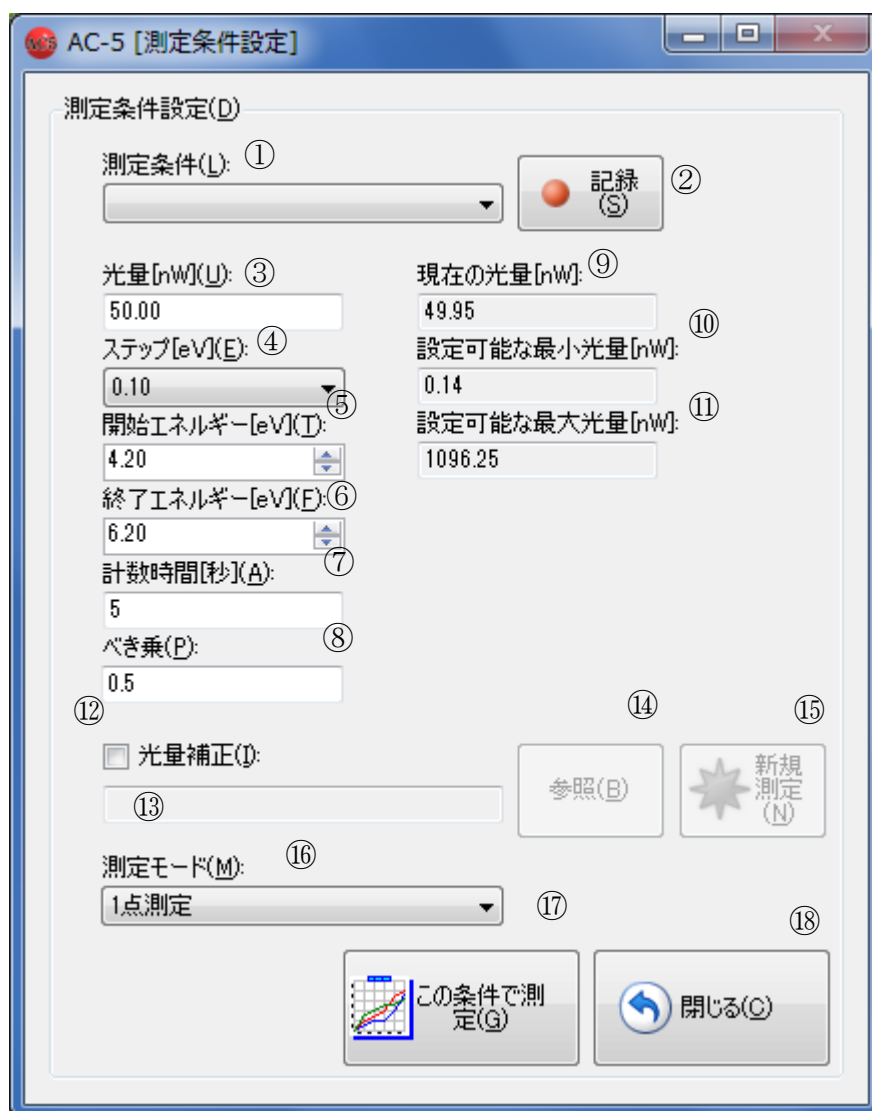 AC5 AC-5 [測定条件設定]
測定条件設定(D)
測定条件(L): ①
記録
(S)
②
光量[nW](U): ③
50.00
現在の光量[nW]: ⑨
49.95
ステップ[eV](E): ④
0.10
設定可能な最小光量[nW]: ⑩
0.14
開始エネルギー[eV](T): ⑤
4.20
設定可能な最大光量[nW]: ⑪
1096.25
終了エネルギー[eV](F): ⑥
6.20
計数時間[秒](A): ⑦
5
べき乗(P): ⑧
0.5
⑫
光量補正(I):
⑬
⑭
参照(B)
⑮
新規
測定
(N)
測定モード(M): ⑯
1点測定
⑰
この条件で測
定(G)
⑱
閉じる(C)